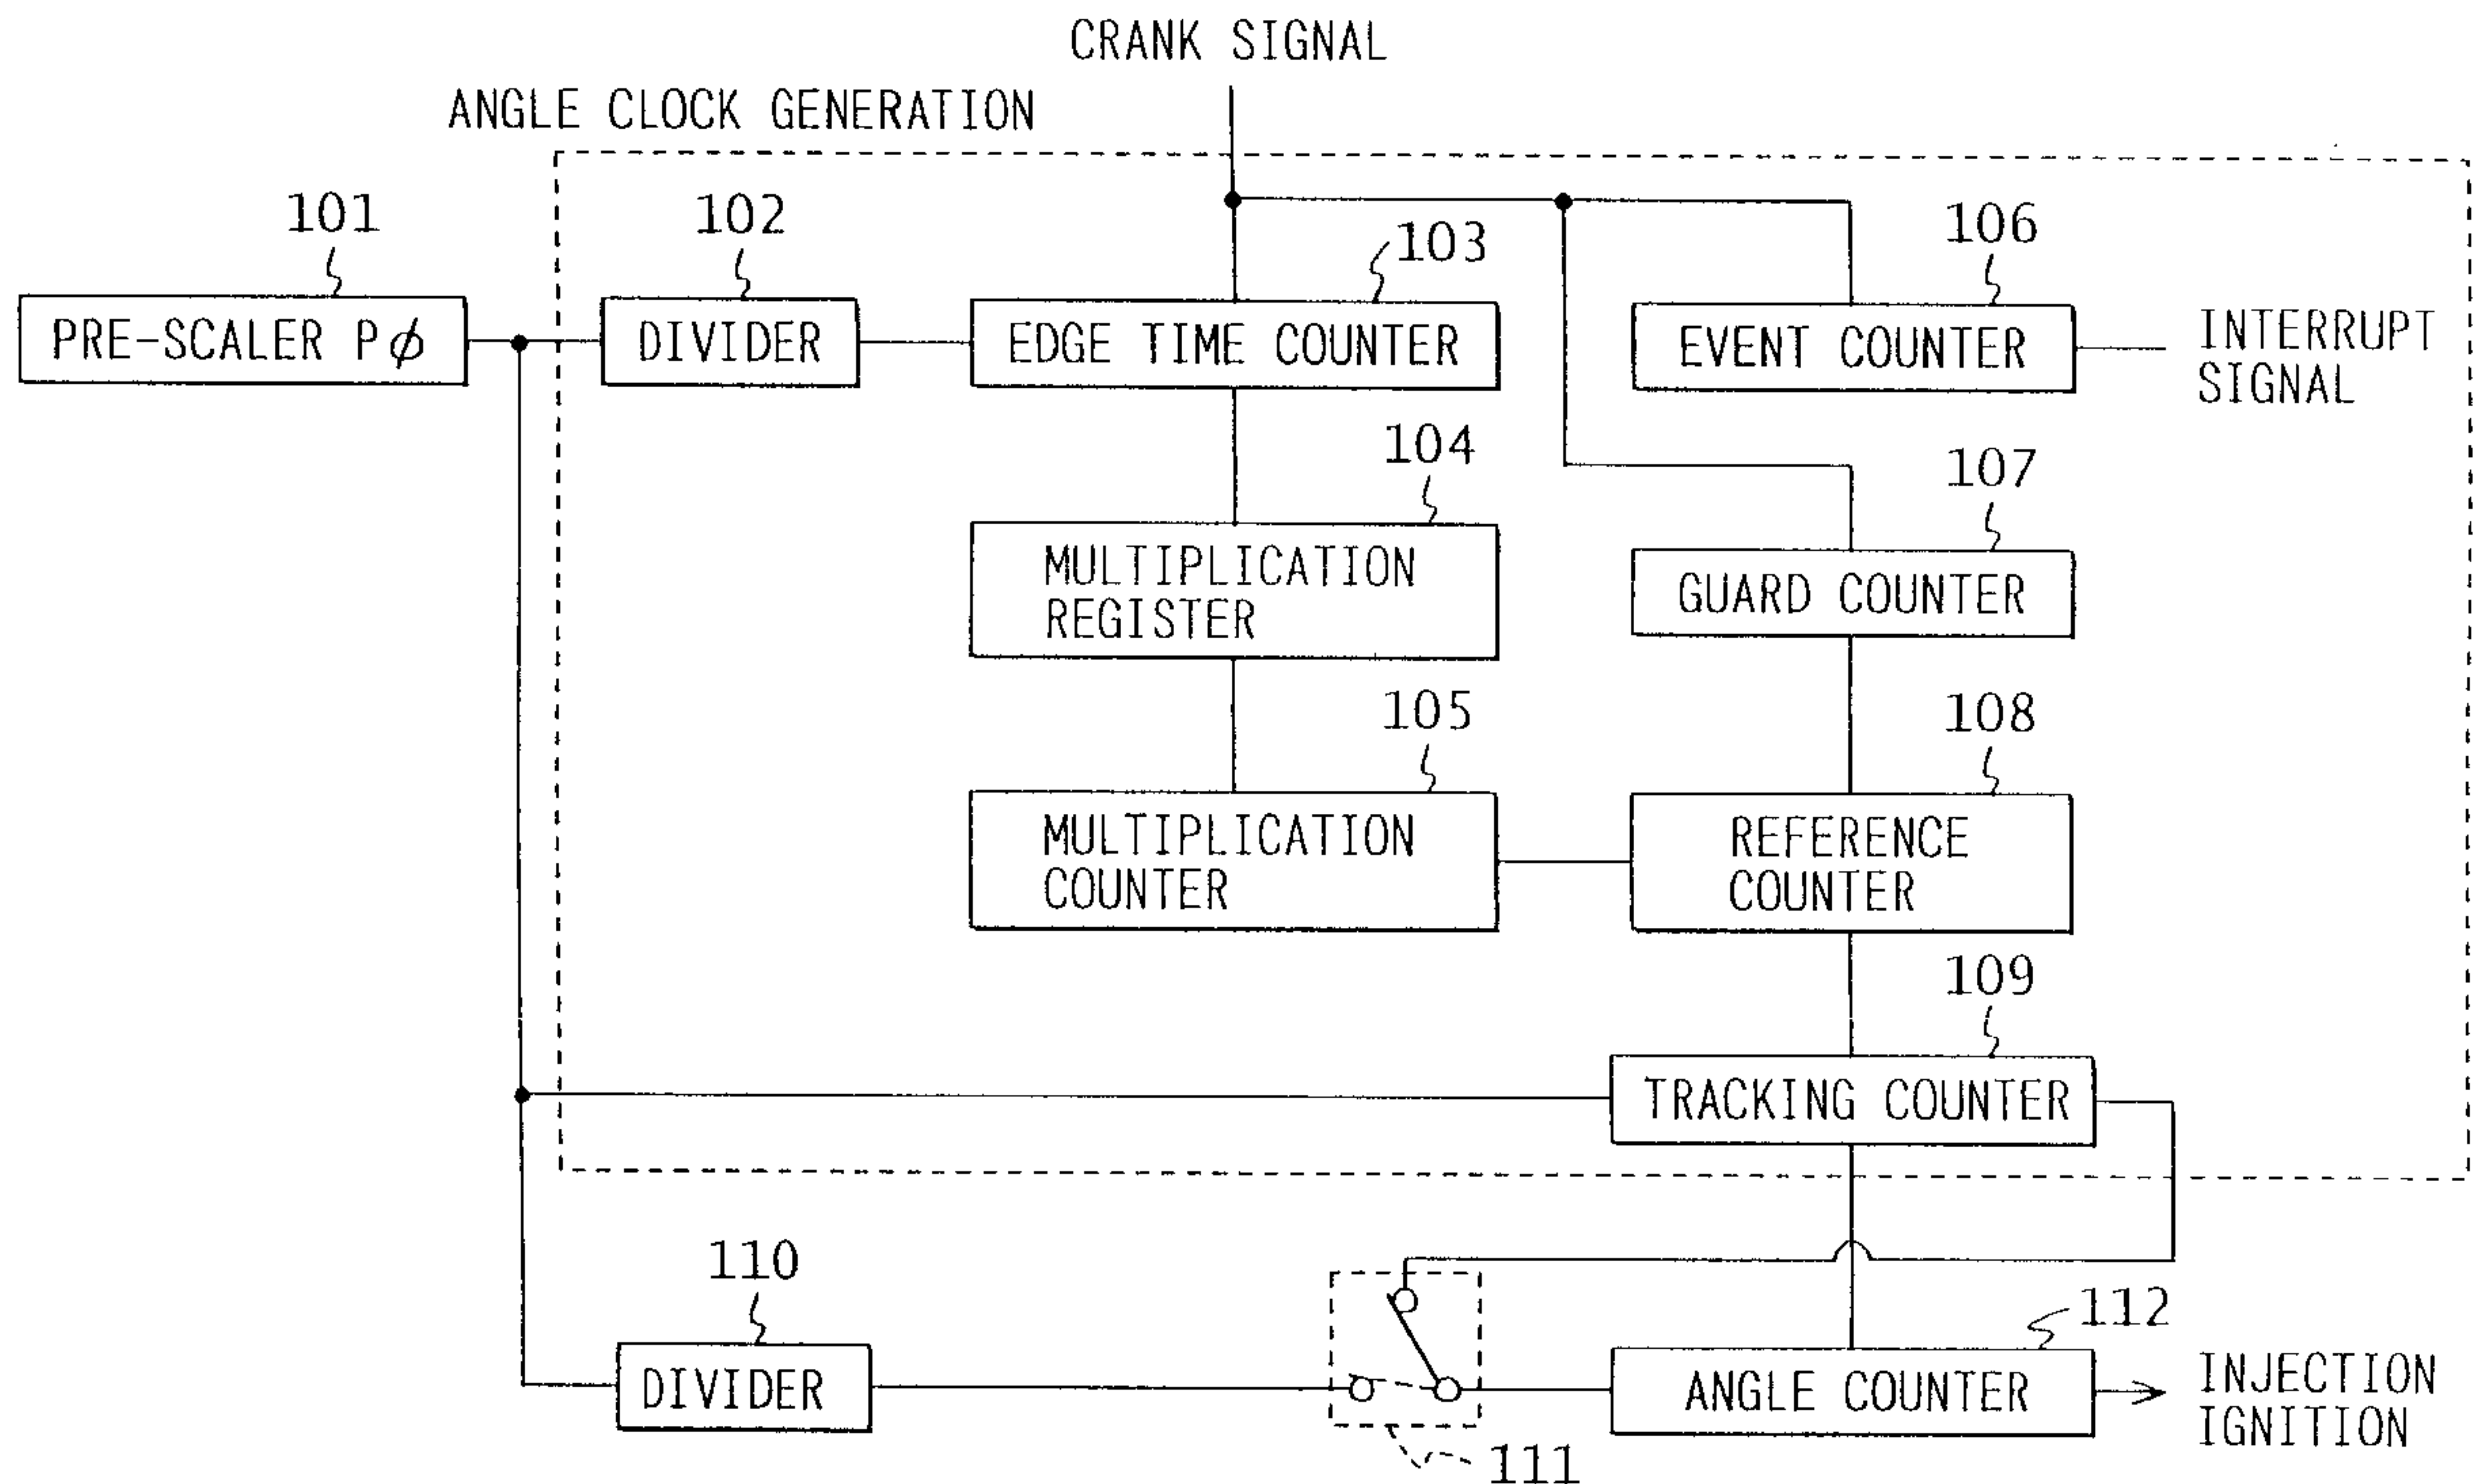 CRANK SIGNAL
ANGLE CLOCK GENERATION
101
102
103
106
PRE-SCALER Pϕ
DIVIDER
EDGE TIME COUNTER
EVENT COUNTER
INTERRUPT
SIGNAL
104
107
MULTIPLICATION
REGISTER
GUARD COUNTER
105
108
MULTIPLICATION
COUNTER
REFERENCE
COUNTER
109
TRACKING COUNTER
110
112
DIVIDER
ANGLE COUNTER
INJECTION
IGNITION
111